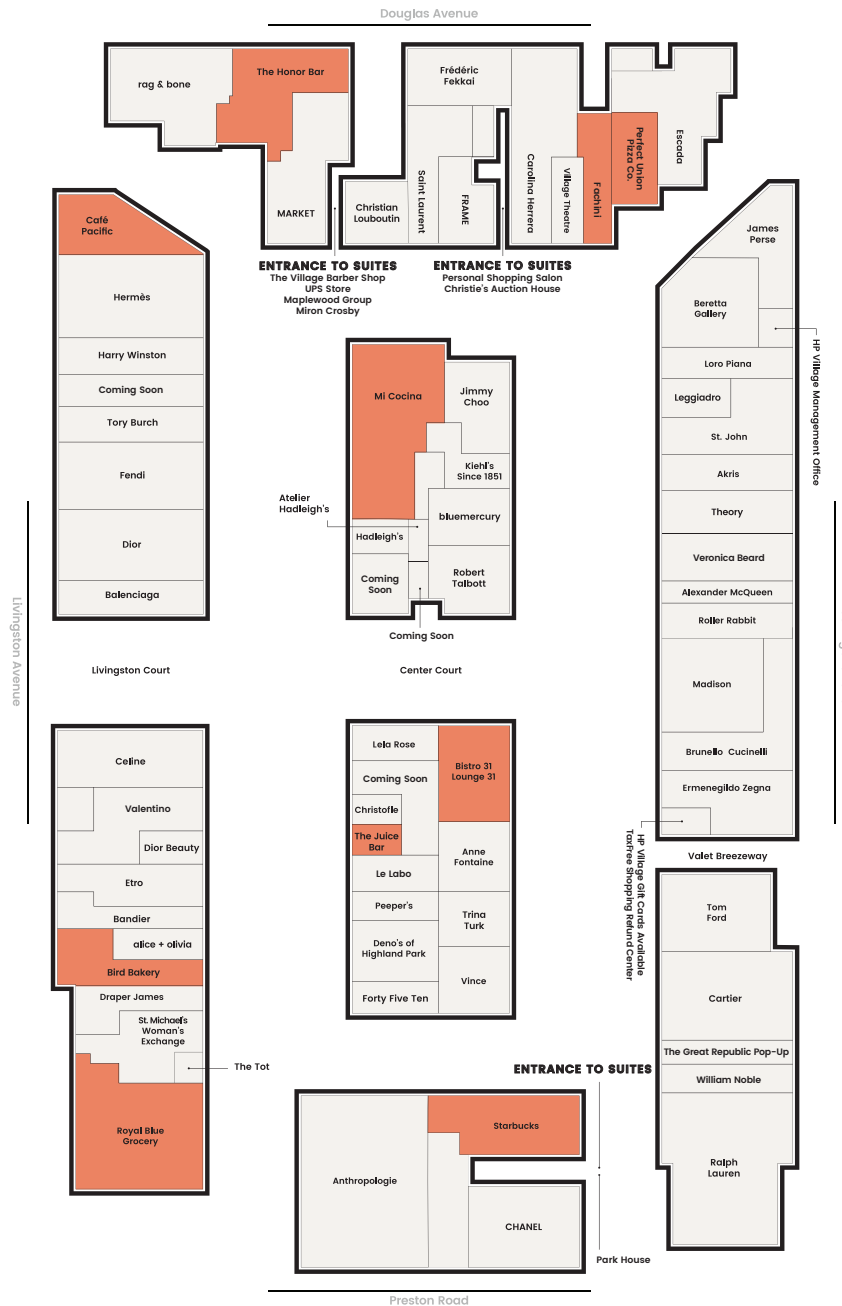 Douglas Avenue
rag & bone
The Honor Bar
MARKET
Frédéric
Fekkai
Christian
Louboutin
Saint Laurent
FRAME
Carolina Herrera
Village Theatre
Fachini
Perfect Union
Pizza Co.
Escada
ENTRANCE TO SUITES
The Village Barber Shop
UPS Store
Maplewood Group
Miron Crosby
ENTRANCE TO SUITES
Personal Shopping Salon
Christie's Auction House
Café
Pacific
Hermès
Harry Winston
Coming Soon
Tory Burch
Fendi
Dior
Balenciaga
Livingston Avenue
Livingston Court
Mi Cocina
Jimmy
Choo
Kiehl's
Since 1851
Atelier
Hadleigh's
bluemercury
Hadleigh's
Coming
Soon
Robert
Talbott
Coming Soon
Center Court
James
Perse
Beretta
Gallery
HP Village Management Office
Loro Piana
Leggiadro
St. John
Akris
Theory
Veronica Beard
Alexander McQueen
Roller Rabbit
Madison
Brunello Cucinelli
Ermenegildo Zegna
HP Village Gift Cards Available
TaxFree Shopping Refund Center
Valet Breezeway
Celine
Valentino
Dior Beauty
Etro
Bandier
alice + olivia
Bird Bakery
Draper James
St. Michael's
Woman's
Exchange
The Tot
Royal Blue
Grocery
Lela Rose
Bistro 31
Lounge 31
Coming Soon
Christofle
The Juice
Bar
Anne
Fontaine
Le Labo
Peeper's
Trina
Turk
Deno's of
Highland Park
Vince
Forty Five Ten
Tom
Ford
Cartier
The Great Republic Pop-Up
William Noble
Ralph
Lauren
ENTRANCE TO SUITES
Starbucks
Anthropologie
CHANEL
Park House
Preston Road